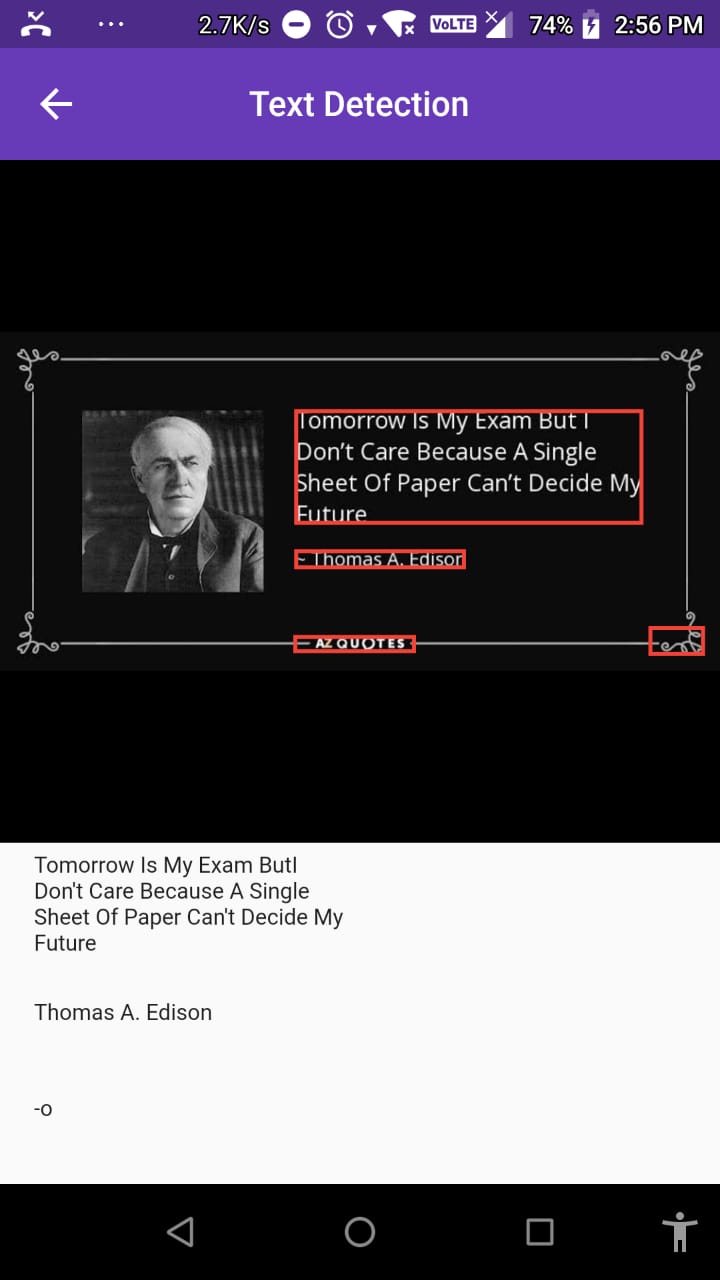 2.7K/s VoLTE 74% 2:56 PM
Text Detection
Tomorrow Is My Exam But I
Don’t Care Because A Single
Sheet Of Paper Can’t Decide My
Future
~ Thomas A. Edison
AZ QUOTES
Tomorrow Is My Exam ButI
Don't Care Because A Single
Sheet Of Paper Can't Decide My
Future
Thomas A. Edison
-o